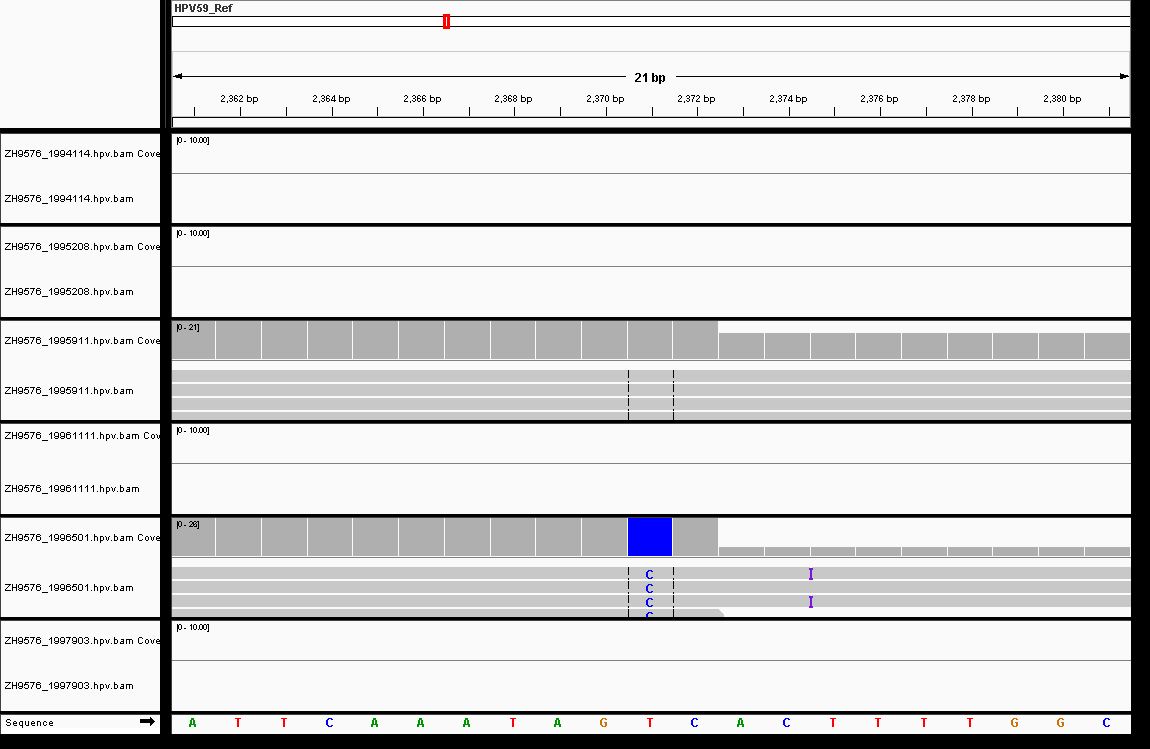 HPV59_Ref
21 bp
2,362 bp 2,364 bp 2,366 bp 2,368 bp 2,370 bp 2,372 bp 2,374 bp 2,376 bp 2,378 bp 2,380 bp
ZH9576_1994114.hpv.bam Cove [0 - 10.00]
ZH9576_1994114.hpv.bam
ZH9576_1995208.hpv.bam Cove [0 - 10.00]
ZH9576_1995208.hpv.bam
ZH9576_1995911.hpv.bam Cove [0 - 21]
ZH9576_1995911.hpv.bam
ZH9576_19961111.hpv.bam Cov [0 - 10.00]
ZH9576_19961111.hpv.bam
ZH9576_1996501.hpv.bam Cove [0 - 26]
C I
ZH9576_1996501.hpv.bam C
C I
C
ZH9576_1997903.hpv.bam Cove [0 - 10.00]
ZH9576_1997903.hpv.bam
Sequence A T T C A A A T A G T C A C T T T T G G C